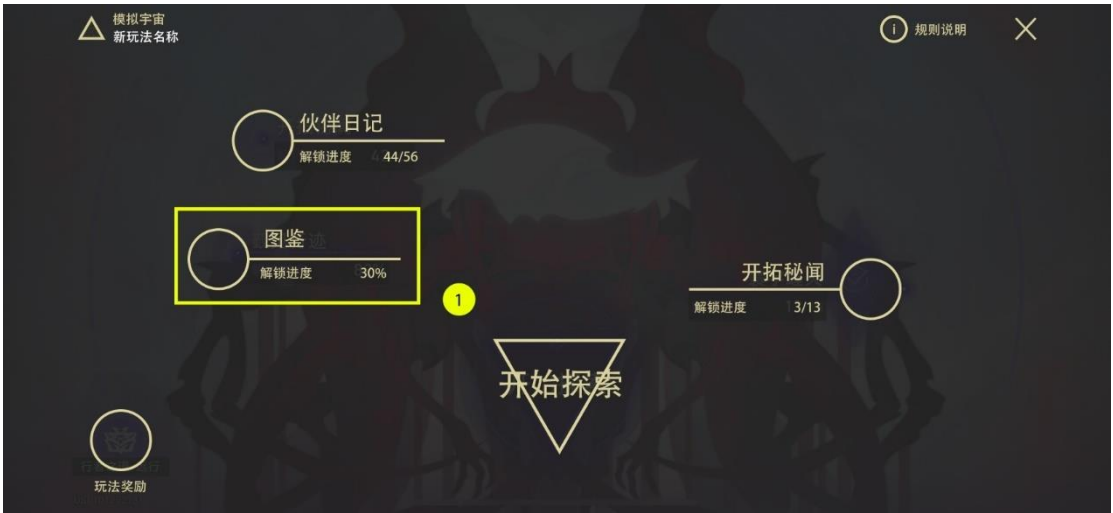 模拟宇宙
新玩法名称
规则说明
伙伴日记
解锁进度 44/56
图鉴
解锁进度 30%
1
开拓秘闻
解锁进度 3/13
开始探索
玩法奖励